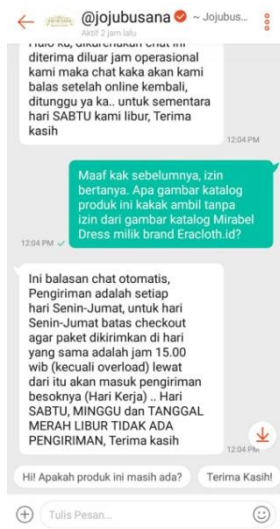 @jojubusana ~ Jojubus...
Aktif 2 jam lalu
diterima diluar jam operasional
kami maka chat kaka akan kami
balas setelah online kembali,
ditunggu ya ka.. untuk sementara
hari SABTU kami libur, Terima
kasih
12:04 PM
Maaf kak sebelumnya, izin
bertanya. Apa gambar katalog
produk ini kakak ambil tanpa
izin dari gambar katalog Mirabel
Dress milik brand Eracloth.id?
12:04 PM
Ini balasan chat otomatis,
Pengiriman adalah setiap
hari Senin-Jumat, untuk hari
Senin-Jumat batas checkout
agar paket dikirimkan di hari
yang sama adalah jam 15.00
wib (kecuali overload) lewat
dari itu akan masuk pengiriman
besoknya (Hari Kerja) .. Hari
SABTU, MINGGU dan TANGGAL
MERAH LIBUR TIDAK ADA
PENGIRIMAN, Terima kasih
12:04 PM
Hi! Apakah produk ini masih ada?
Terima Kasih!
Tulis Pesan...